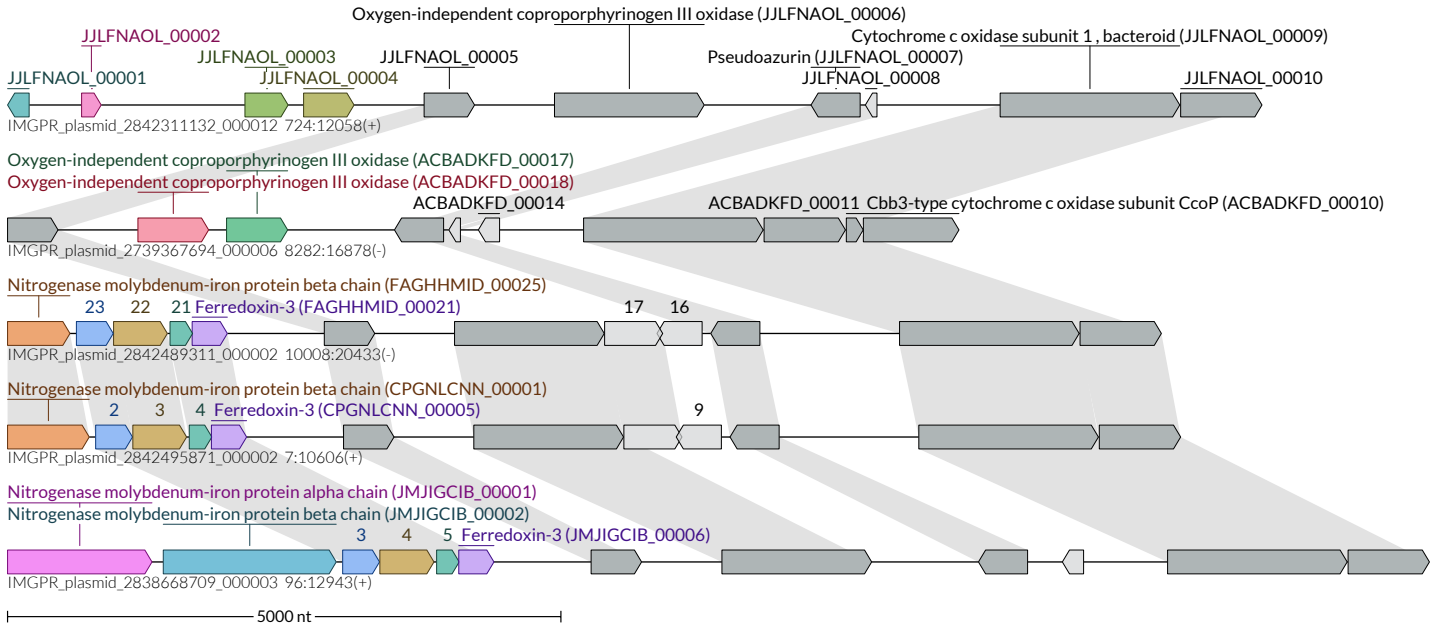 Oxygen-independent coproporphyrinogen III oxidase (JJLFNAOL_00006)
JJLFNAOL_00002 Cytochrome c oxidase subunit 1, bacteroid (JJLFNAOL_00009)
JJLFNAOL_00003 JJLFNAOL_00005 Pseudoazurin (JJLFNAOL_00007)
JJLFNAOL_00001 JJLFNAOL_00004 JJLFNAOL_00008 JJLFNAOL_00010
IMGPR_plasmid_2842311132_000012 724:12058(+)
Oxygen-independent coproporphyrinogen III oxidase (ACBADKFD_00017)
Oxygen-independent coproporphyrinogen III oxidase (ACBADKFD_00018)
ACBADKFD_00014 ACBADKFD_00011 Cbb3-type cytochrome c oxidase subunit CcoP (ACBADKFD_00010)
IMGPR_plasmid_2739367694_000006 8282:16878(-)
Nitrogenase molybdenum-iron protein beta chain (FAGHHMID_00025)
23 22 21 Ferredoxin-3 (FAGHHMID_00021) 17 16
IMGPR_plasmid_2842489311_000002 10008:20433(-)
Nitrogenase molybdenum-iron protein beta chain (CPGNLCNN_00001)
2 3 4 Ferredoxin-3 (CPGNLCNN_00005) 9
IMGPR_plasmid_2842495871_000002 7:10606(+)
Nitrogenase molybdenum-iron protein alpha chain (JMJIGCIB_00001)
Nitrogenase molybdenum-iron protein beta chain (JMJIGCIB_00002)
3 4 5 Ferredoxin-3 (JMJIGCIB_00006)
IMGPR_plasmid_2838668709_000003 96:12943(+)
5000 nt